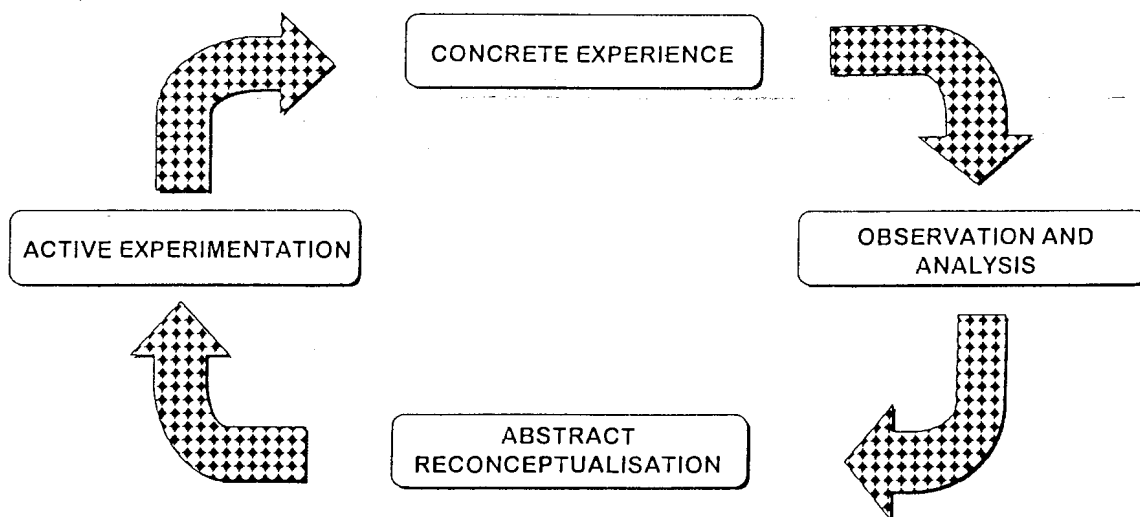 CONCRETE EXPERIENCE
ACTIVE EXPERIMENTATION
OBSERVATION AND
ANALYSIS
ABSTRACT
RECONCEPTUALISATION